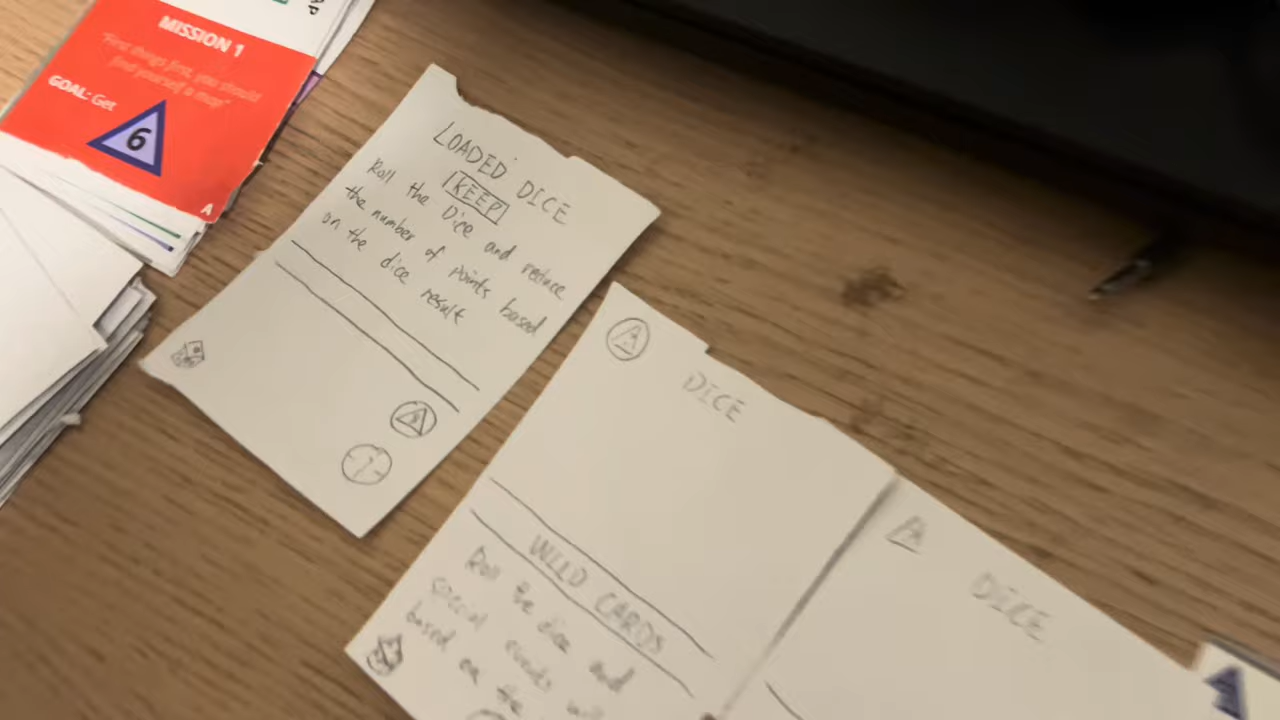 MISSION 1
"First things first, you should
find yourself a map"
GOAL: Get
6
A
LOADED DICE
KEEP
Roll the Dice and reduce
the number of points based
on the dice result
DICE
WILD CARDS
Roll the dice and
special events will
based on the
DICE